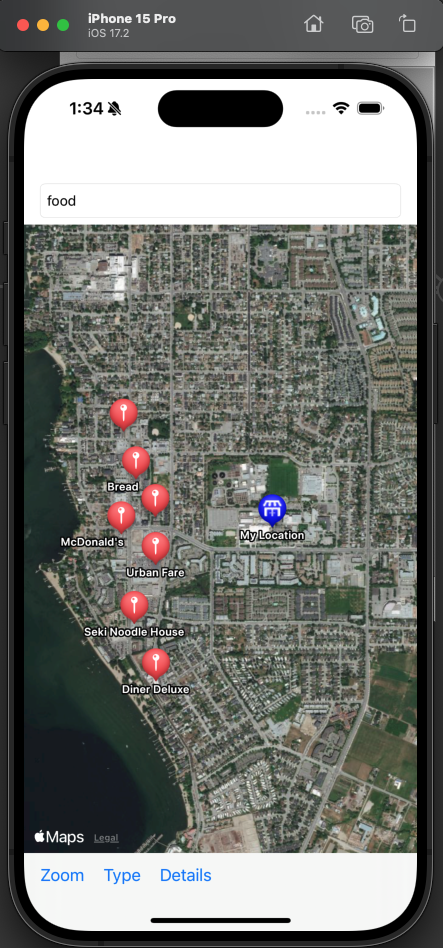 iPhone 15 Pro
iOS 17.2
1:34
food
Bread
McDonald's
My Location
Urban Fare
Seki Noodle House
Diner Deluxe
Maps Legal
Zoom Type Details